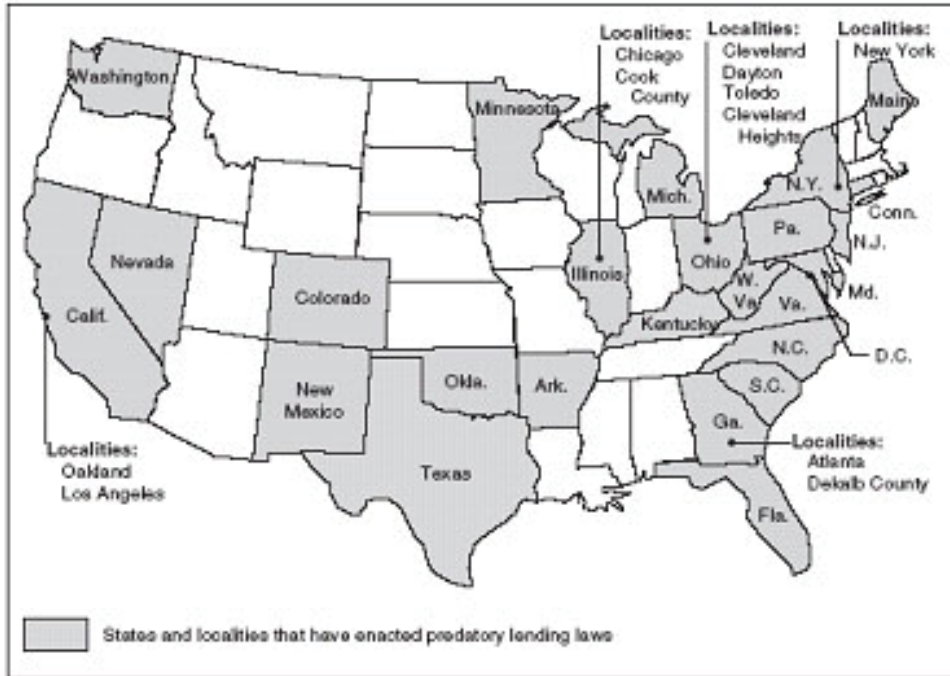 Localities:
Chicago
Cook
County
Localities:
Cleveland
Dayton
Toledo
Cleveland
Heights
Localities:
New York
Washington
Minnesota
Maine
Mich.
N.Y.
Conn.
Pa.
N.J.
Nevada
Illinois
Ohio
W.
Va.
Md.
Colorado
Calif.
Va.
Kentucky
N.C.
D.C.
New
Mexico
Okla.
Ark.
S.C.
Ga.
Localities:
Atlanta
Dekalb County
Localities:
Oakland
Los Angeles
Texas
Fla.
States and localities that have enacted predatory lending laws